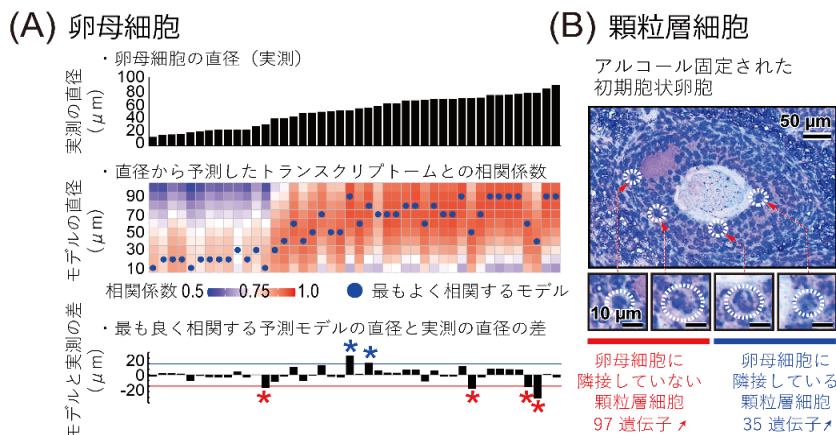 (A) 卵母細胞
・卵母細胞の直径（実測）
実測の直径
(μm)
100
80
60
40
20
0
・直径から予測したトランスクリプトームとの相関係数
モデルの直径
(μm)
90
70
50
30
10
相関係数 0.5 0.75 1.0 最もよく相関するモデル
・最も良く相関する予測モデルの直径と実測の直径の差
モデルと実測の差
(μm)
20
0
-20
* *
* * * *
(B) 顆粒層細胞
アルコール固定された
初期胞状卵胞
50 μm
10 μm
卵母細胞に
隣接していない
顆粒層細胞
97 遺伝子↗
卵母細胞に
隣接している
顆粒層細胞
35 遺伝子↗